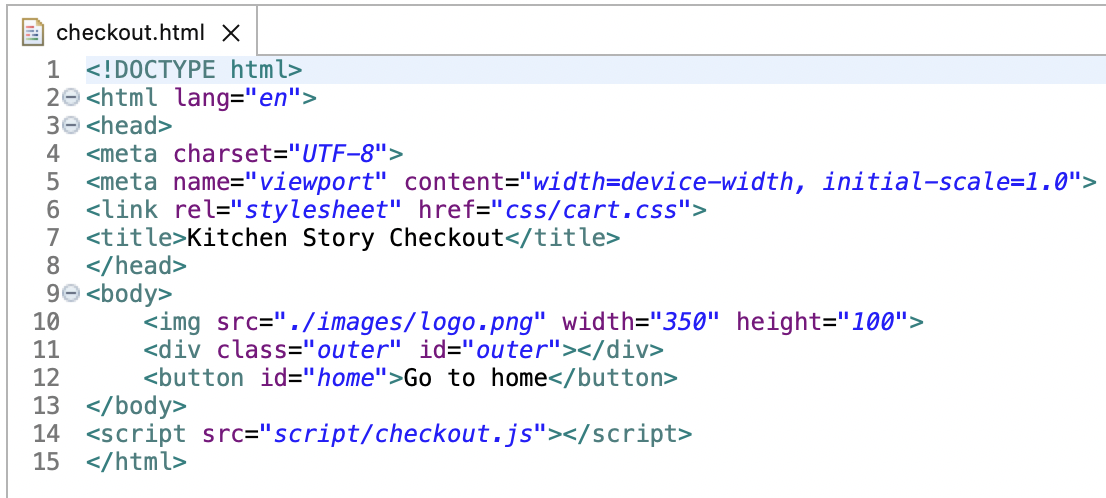 checkout.html
1 <!DOCTYPE html>
2 <html lang="en">
3 <head>
4 <meta charset="UTF-8">
5 <meta name="viewport" content="width=device-width, initial-scale=1.0">
6 <link rel="stylesheet" href="css/cart.css">
7 <title>Kitchen Story Checkout</title>
8 </head>
9 <body>
10     <img src="./images/logo.png" width="350" height="100">
11     <div class="outer" id="outer"></div>
12     <button id="home">Go to home</button>
13 </body>
14 <script src="script/checkout.js"></script>
15 </html>